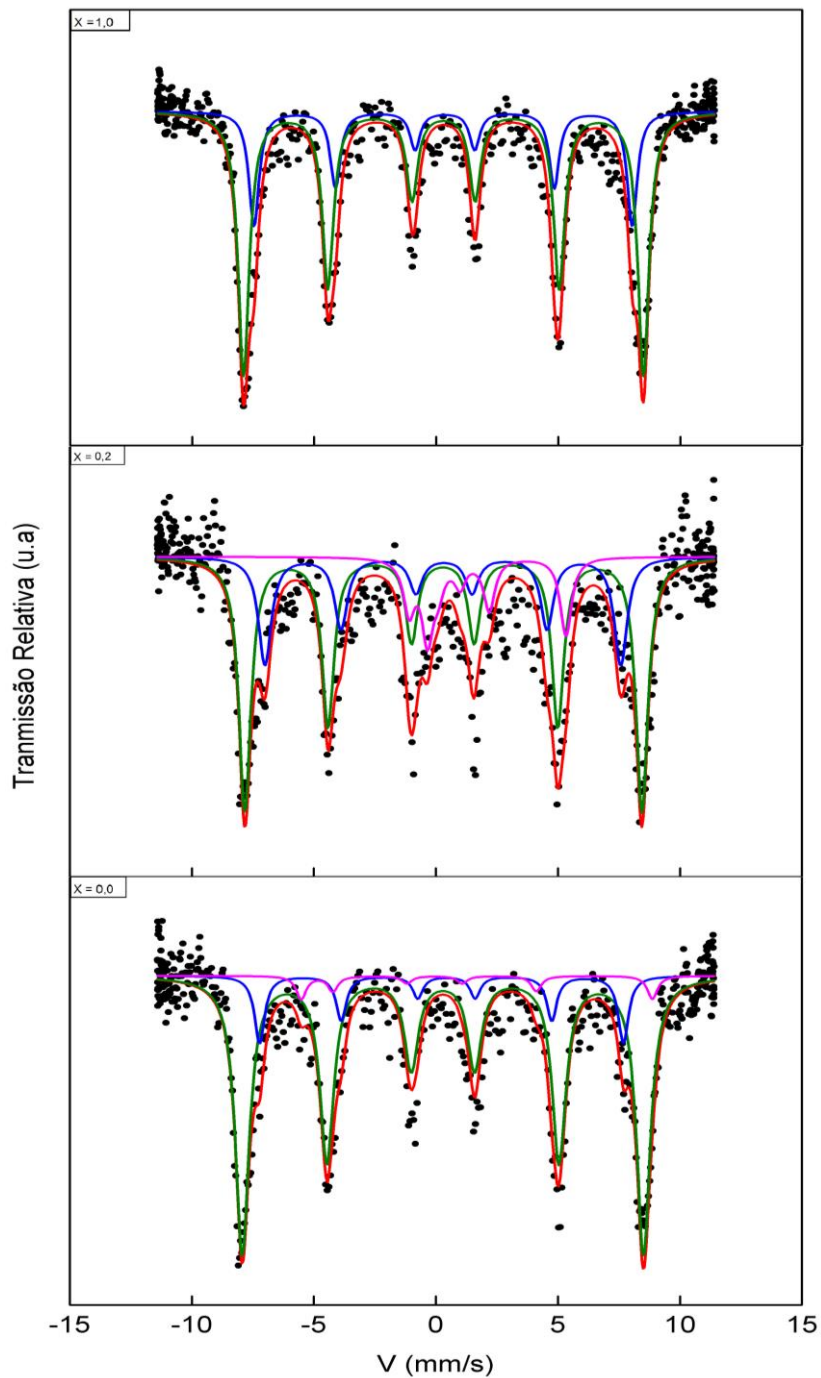 X =1,0
X = 0,2
X = 0,0
Tranmissão Relativa (u.a)
-15 -10 -5 0 5 10 15
V (mm/s)